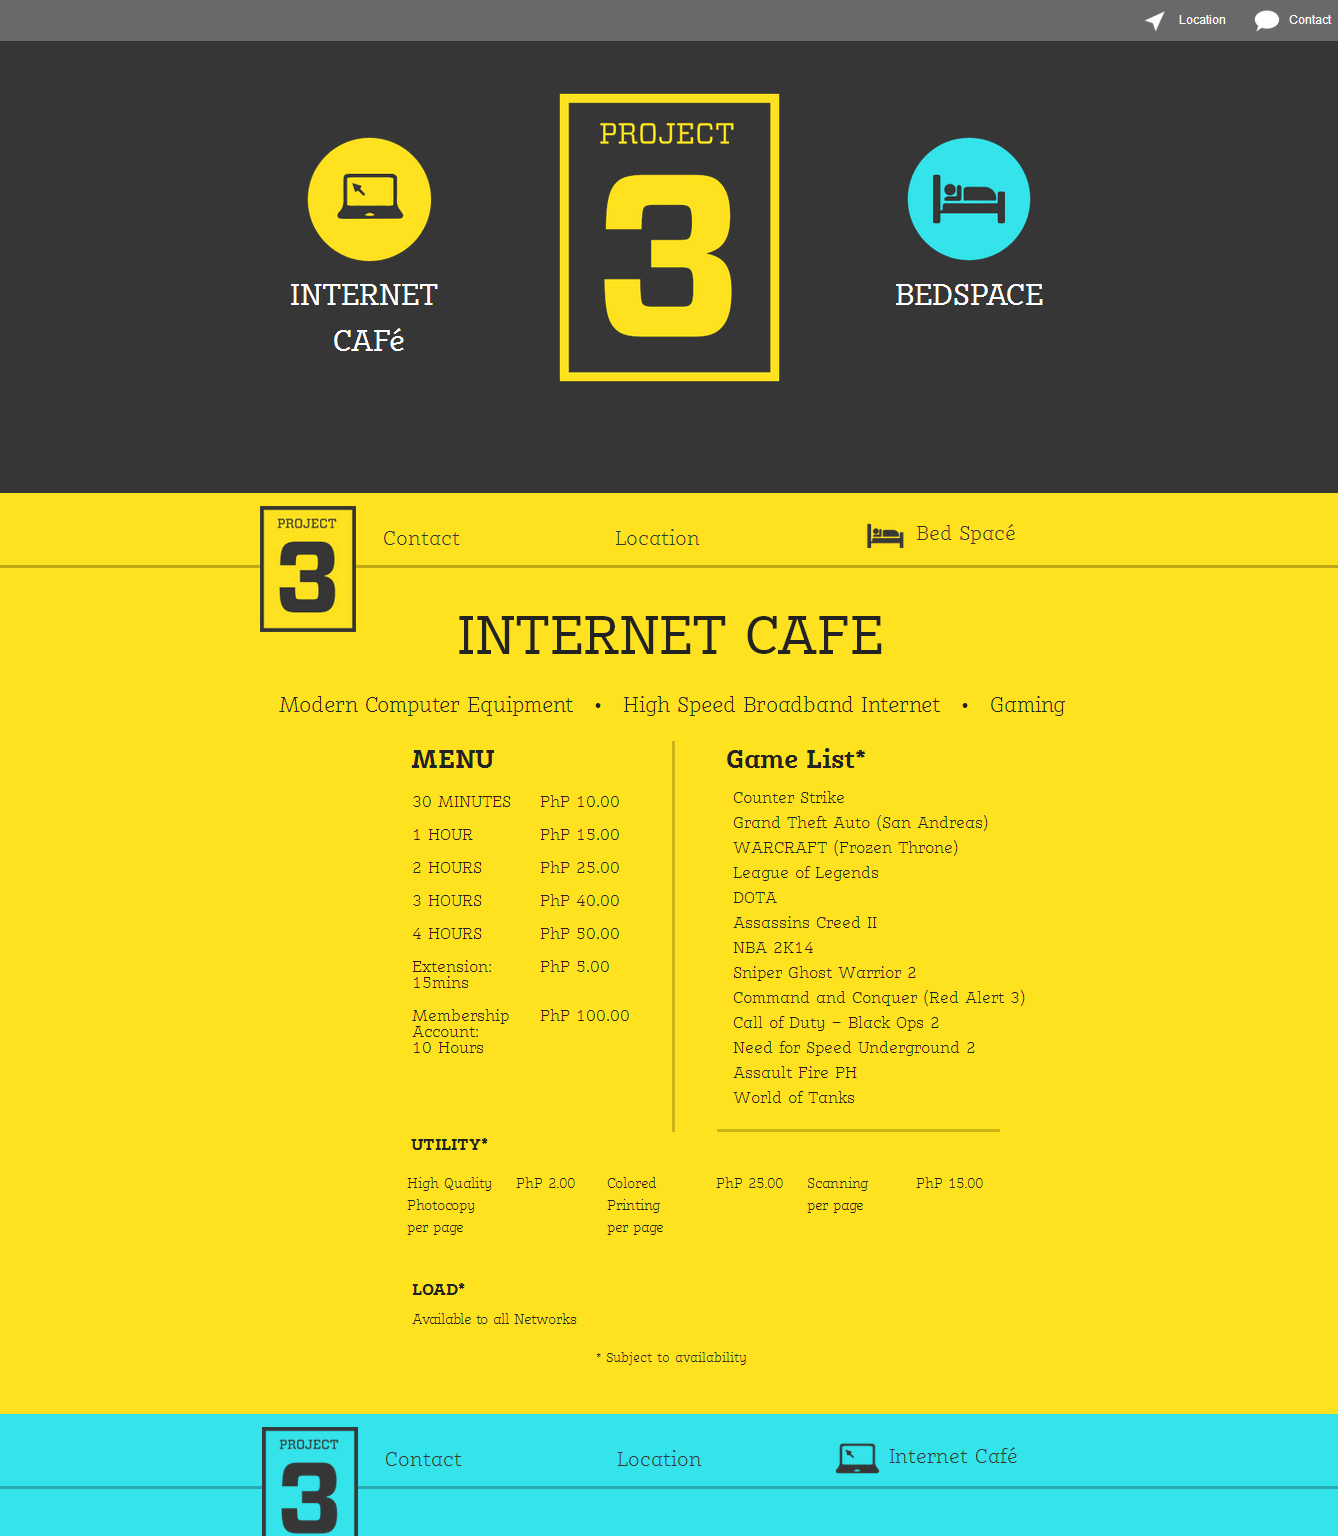 Location Contact
PROJECT
3
INTERNET
CAFé
BEDSPACE
PROJECT
3
Contact Location Bed Spacé
INTERNET CAFE
Modern Computer Equipment • High Speed Broadband Internet • Gaming
MENU
30 MINUTES PhP 10.00
1 HOUR PhP 15.00
2 HOURS PhP 25.00
3 HOURS PhP 40.00
4 HOURS PhP 50.00
Extension: PhP 5.00
15mins
Membership PhP 100.00
Account:
10 Hours
Game List*
Counter Strike
Grand Theft Auto (San Andreas)
WARCRAFT (Frozen Throne)
League of Legends
DOTA
Assassins Creed II
NBA 2K14
Sniper Ghost Warrior 2
Command and Conquer (Red Alert 3)
Call of Duty – Black Ops 2
Need for Speed Underground 2
Assault Fire PH
World of Tanks
UTILITY*
High Quality PhP 2.00 Colored PhP 25.00 Scanning PhP 15.00
Photocopy Printing per page
per page per page
LOAD*
Available to all Networks
* Subject to availability
PROJECT
3
Contact Location Internet Café